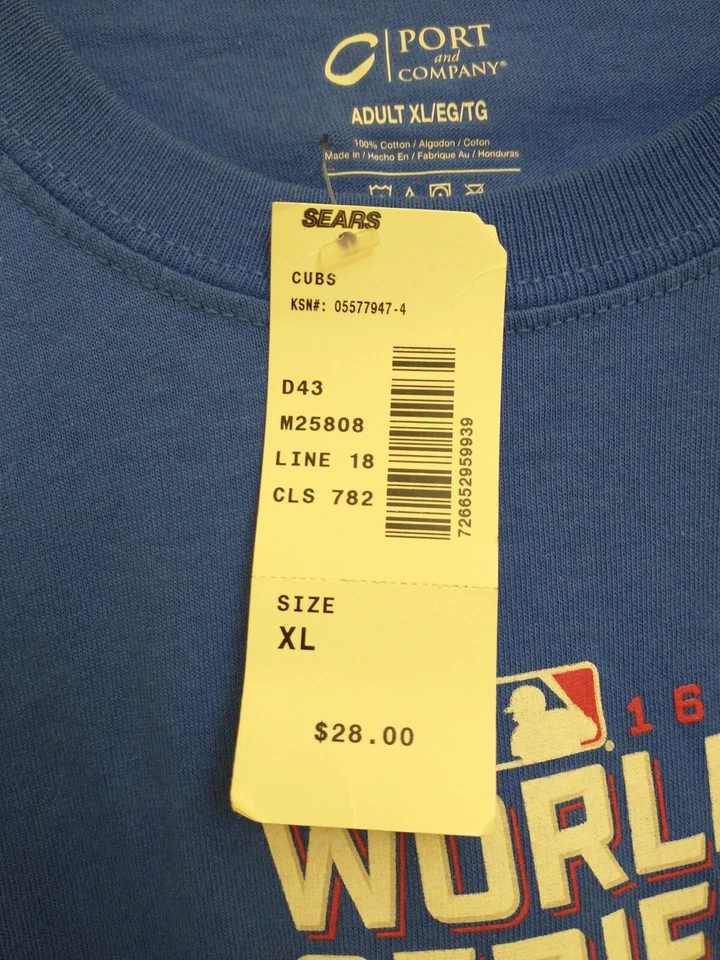 PORT
and
COMPANY®
ADULT XL/EG/TG
100% Cotton / Algodon / Coton
Made in / Hecho En / Fabrique Au / Honduras
SEARS
CUBS
KSN#: 05577947-4
D43
M25808
LINE 18
CLS 782
726652959939
SIZE
XL
$28.00
16
WORL